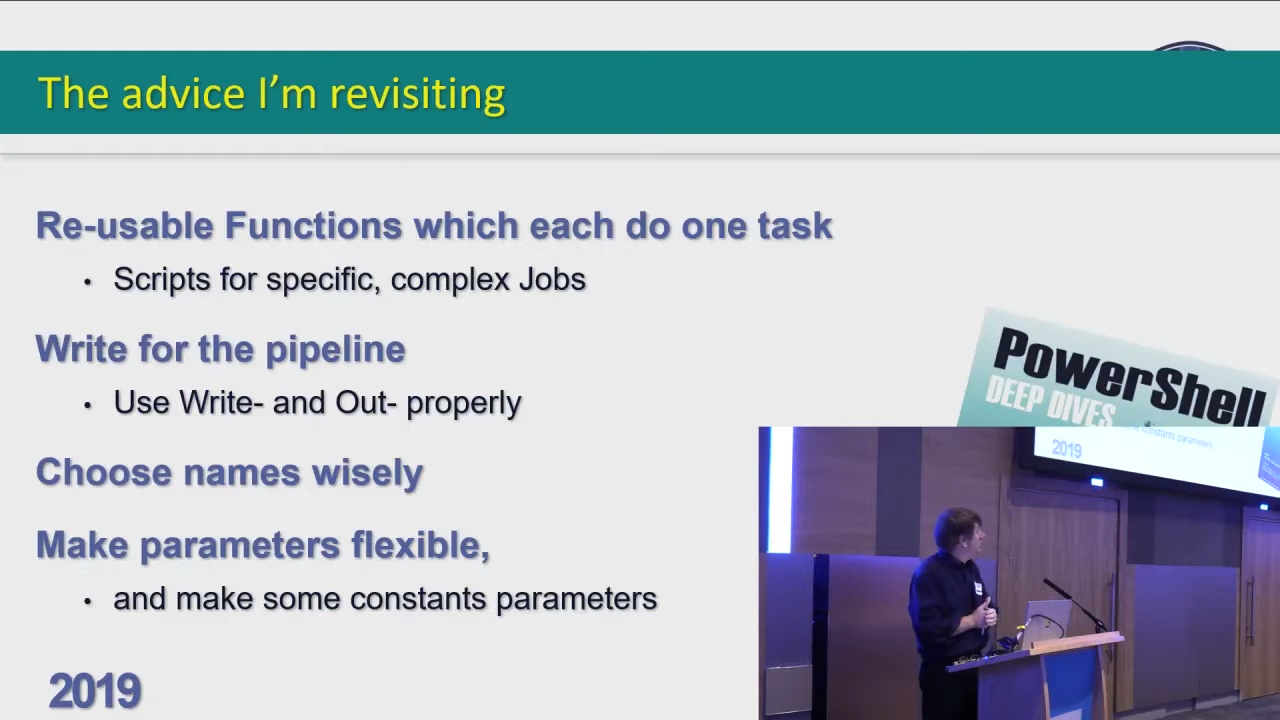 The advice I'm revisiting
Re-usable Functions which each do one task
• Scripts for specific, complex Jobs
Write for the pipeline
• Use Write- and Out- properly
Choose names wisely
Make parameters flexible,
• and make some constants parameters
2019
PowerShell
DEEP DIVES
constants parameters
2019